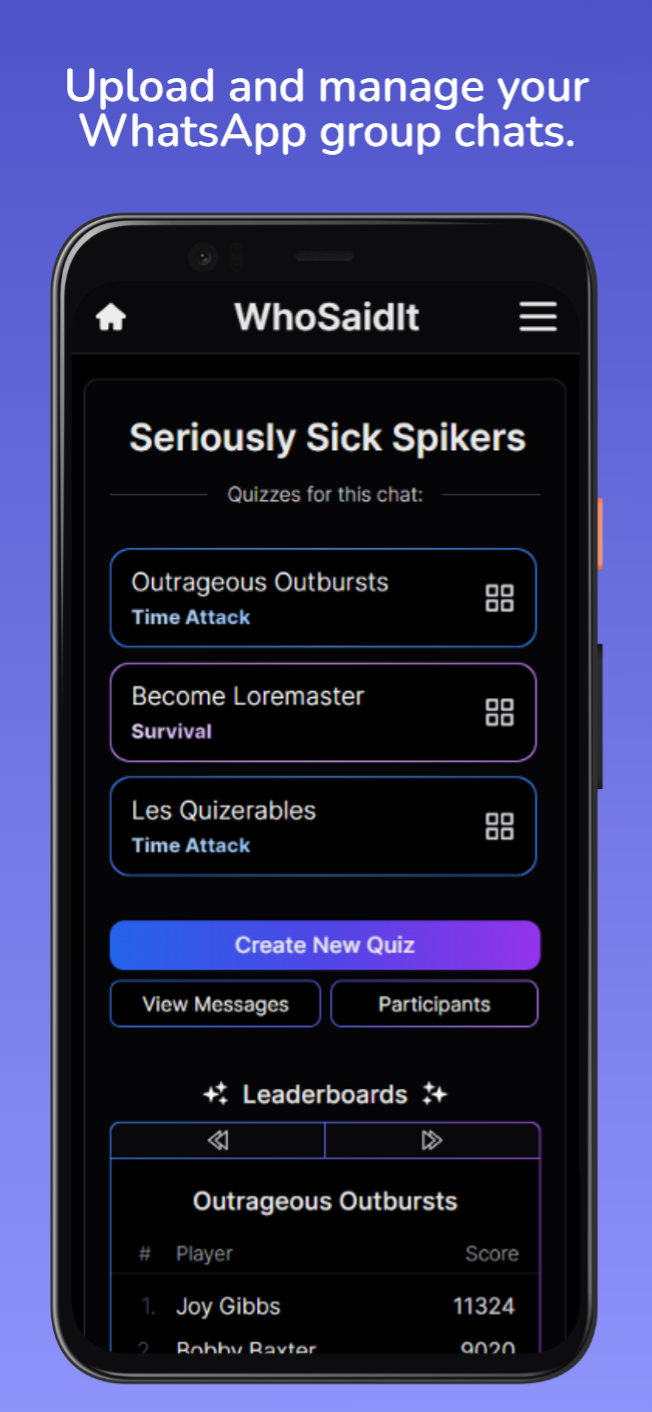 Upload and manage your
WhatsApp group chats.
WhoSaidIt
Seriously Sick Spikers
Quizzes for this chat:
Outrageous Outbursts
Time Attack
Become Loremaster
Survival
Les Quizerables
Time Attack
Create New Quiz
View Messages Participants
Leaderboards
Outrageous Outbursts
# Player Score
1. Joy Gibbs 11324
2. Bobby Baxter 9020